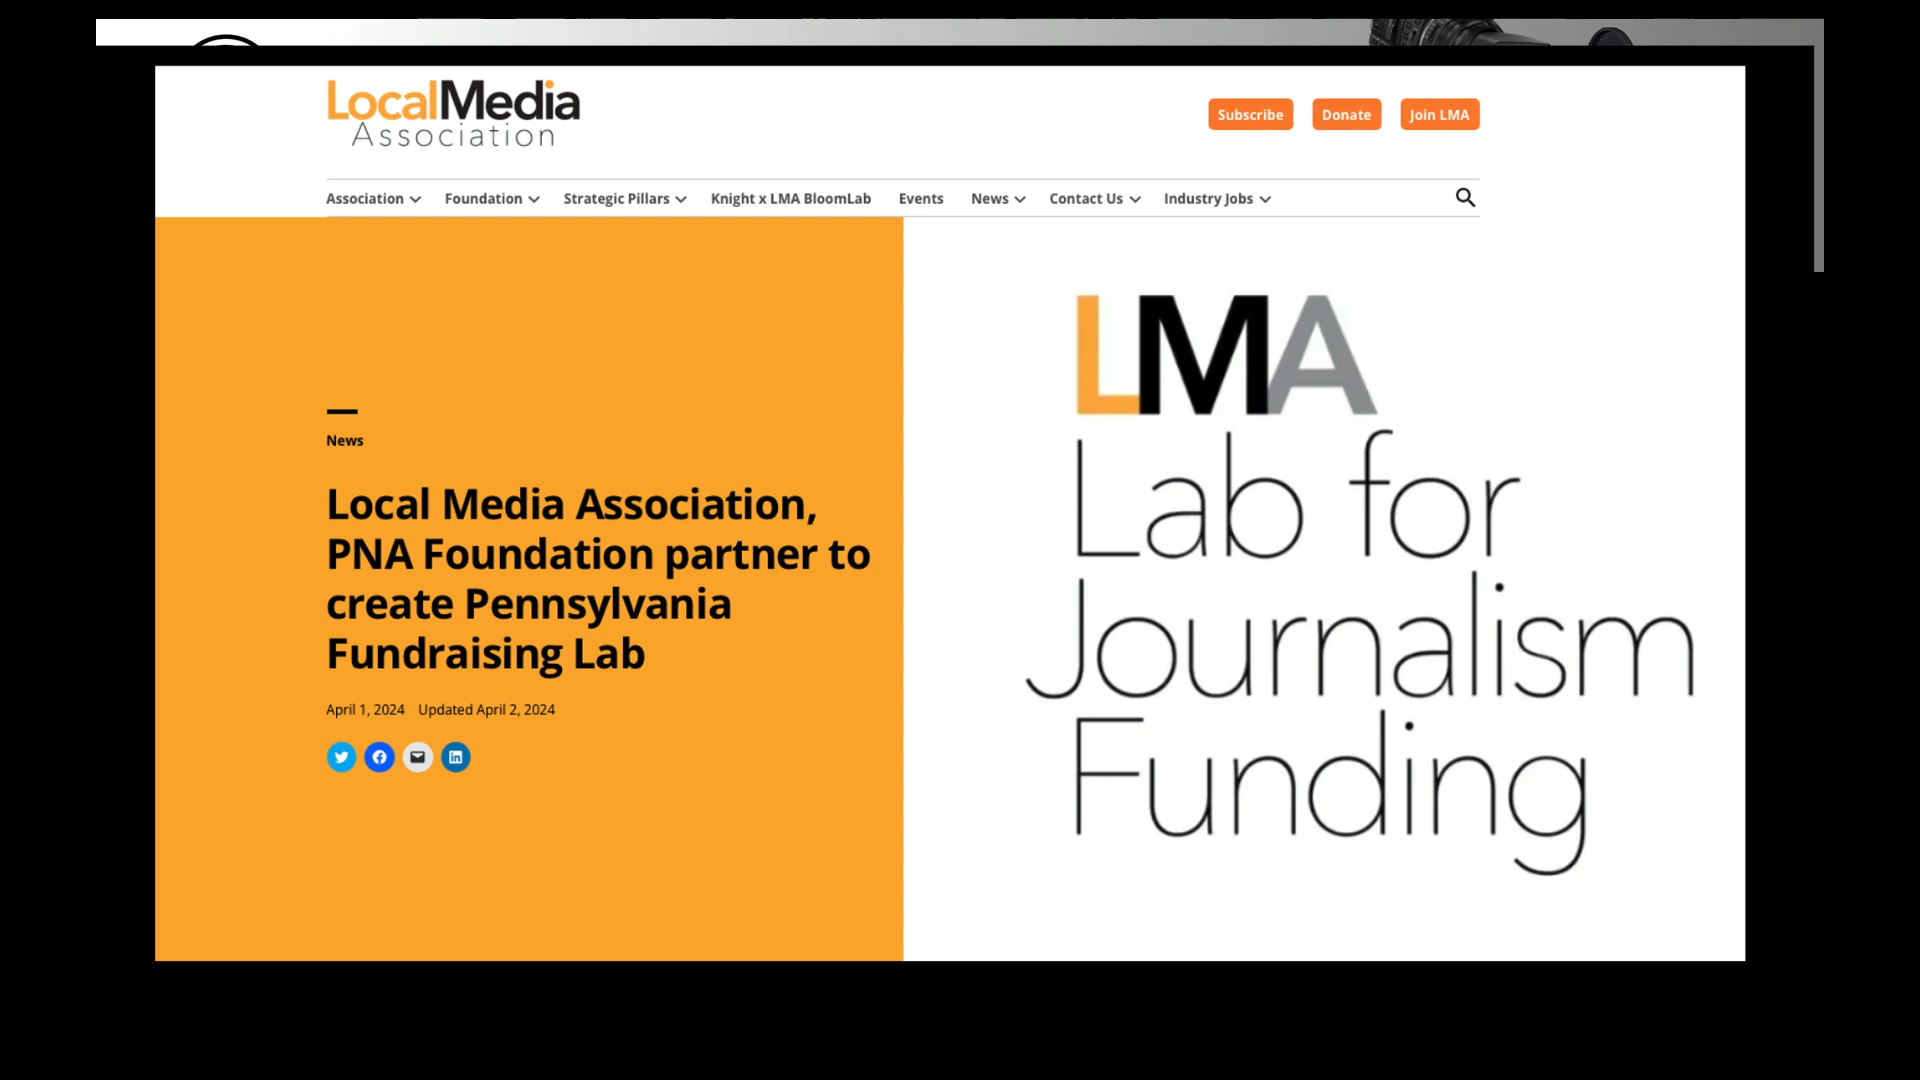 LocalMedia
Association
Subscribe Donate Join LMA
Association Foundation Strategic Pillars Knight x LMA BloomLab Events News Contact Us Industry Jobs
News
Local Media Association,
PNA Foundation partner to
create Pennsylvania
Fundraising Lab
April 1, 2024 Updated April 2, 2024
LMA
Lab for
Journalism
Funding